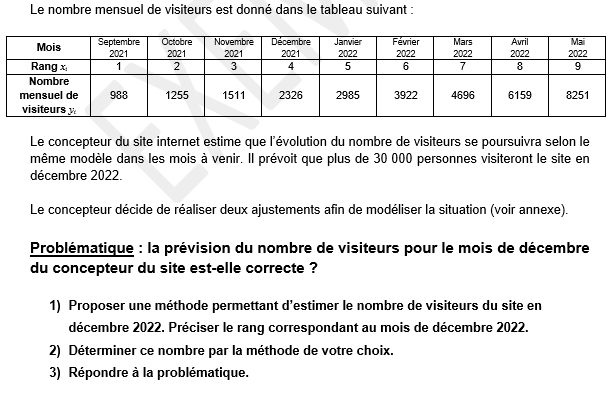 Le nombre mensuel de visiteurs est donné dans le tableau suivant :
Mois Septembre 2021 Octobre 2021 Novembre 2021 Décembre 2021 Janvier 2022 Février 2022 Mars 2022 Avril 2022 Mai 2022
Rang xᵢ 1 2 3 4 5 6 7 8 9
Nombre mensuel de visiteurs yᵢ 988 1255 1511 2326 2985 3922 4696 6159 8251
Le concepteur du site internet estime que l'évolution du nombre de visiteurs se poursuivra selon le
même modèle dans les mois à venir. Il prévoit que plus de 30 000 personnes visiteront le site en
décembre 2022.
Le concepteur décide de réaliser deux ajustements afin de modéliser la situation (voir annexe).
Problématique : la prévision du nombre de visiteurs pour le mois de décembre
du concepteur du site est-elle correcte ?
1) Proposer une méthode permettant d'estimer le nombre de visiteurs du site en
décembre 2022. Préciser le rang correspondant au mois de décembre 2022.
2) Déterminer ce nombre par la méthode de votre choix.
3) Répondre à la problématique.